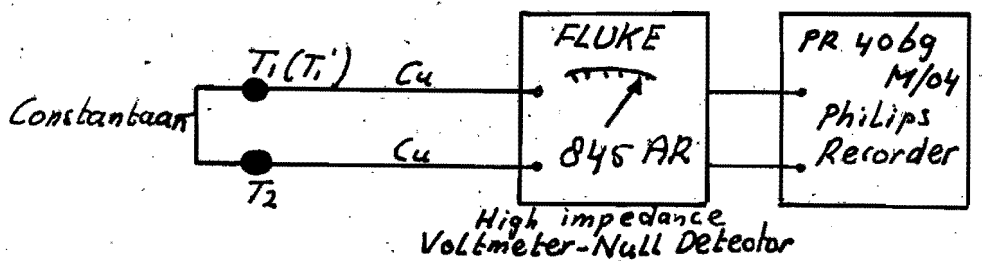 Constantaan
T1(T1')
Cu
Cu
T2
FLUKE
845 AR
High impedance
Voltmeter-Null Detector
PR 4069
M/04
Philips
Recorder